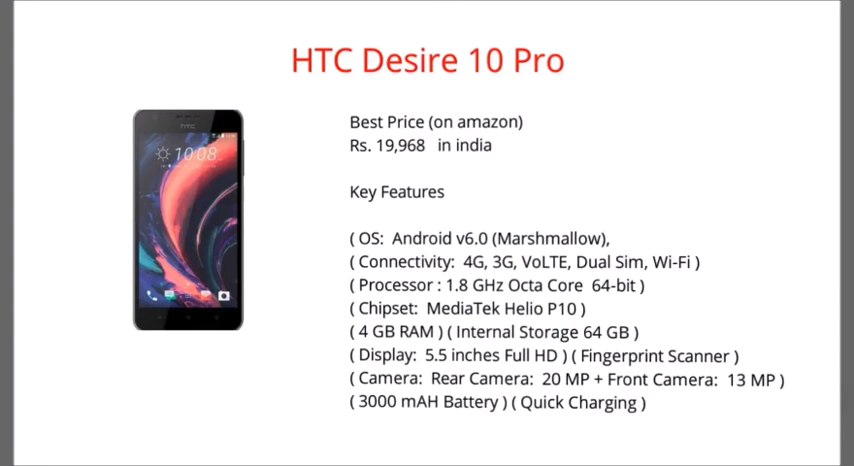 HTC Desire 10 Pro
Best Price (on amazon)
Rs. 19,968 in india
Key Features
( OS: Android v6.0 (Marshmallow),
( Connectivity: 4G, 3G, VoLTE, Dual Sim, Wi-Fi )
( Processor : 1.8 GHz Octa Core 64-bit )
( Chipset: MediaTek Helio P10 )
( 4 GB RAM ) ( Internal Storage 64 GB )
( Display: 5.5 inches Full HD ) ( Fingerprint Scanner )
( Camera: Rear Camera: 20 MP + Front Camera: 13 MP )
( 3000 mAH Battery ) ( Quick Charging )
hTC
10:08